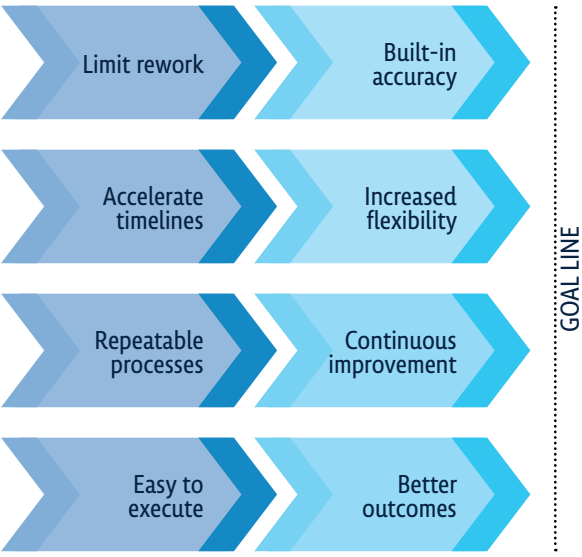 Limit rework
Built-in
accuracy
Accelerate
timelines
Increased
flexibility
Repeatable
processes
Continuous
improvement
Easy to
execute
Better
outcomes
GOAL LINE